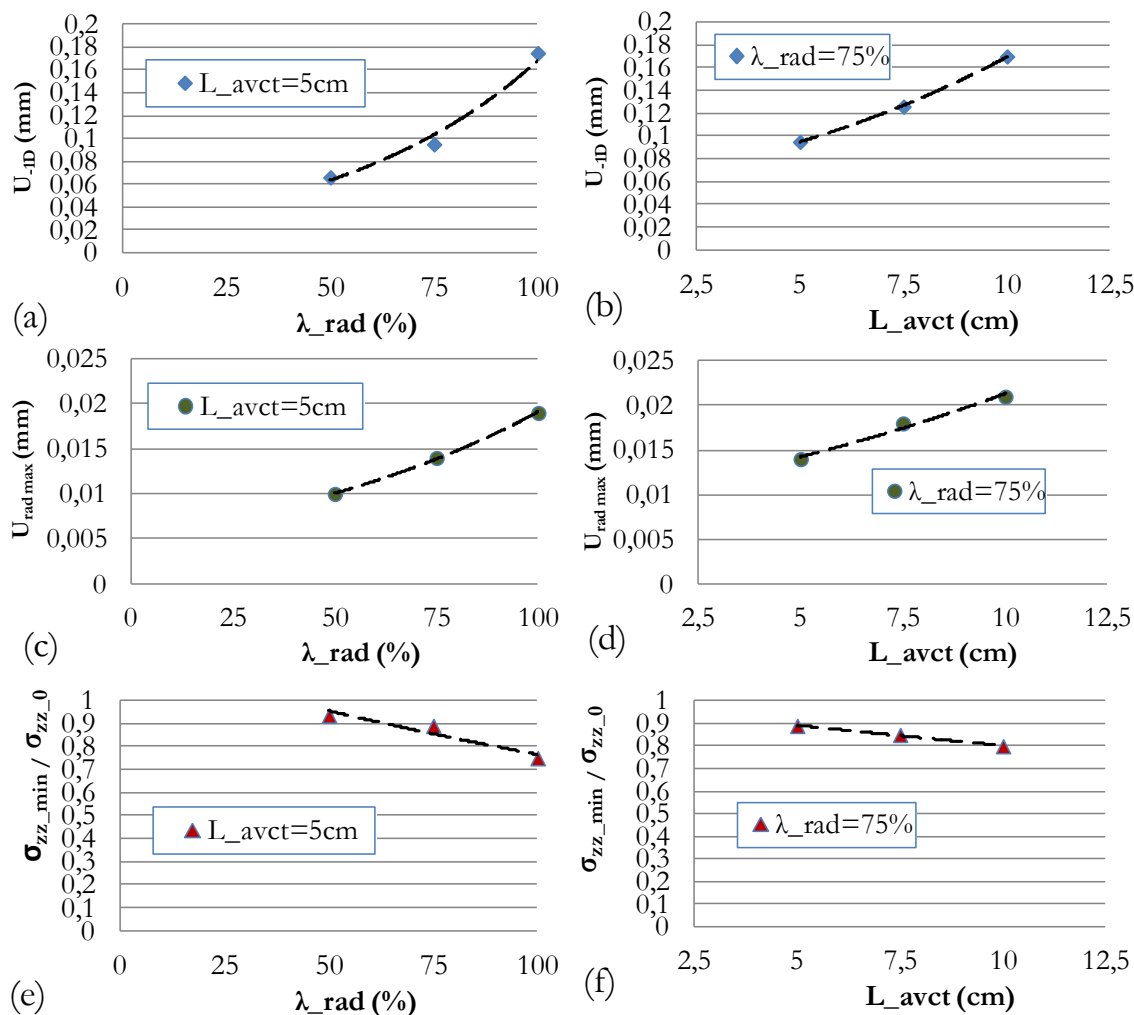 0,2
0,18
0,16
0,14
0,12
0,1
0,08
0,06
0,04
0,02
0
U-1D (mm)
L_avct=5cm
0 25 50 75 100
λ_rad (%)
(a)
0,2
0,18
0,16
0,14
0,12
0,1
0,08
0,06
0,04
0,02
0
U-1D (mm)
λ_rad=75%
2,5 5 7,5 10 12,5
L_avct (cm)
(b)
0,025
0,02
0,015
0,01
0,005
0
Urad max (mm)
L_avct=5cm
0 25 50 75 100
λ_rad (%)
(c)
0,025
0,02
0,015
0,01
0,005
0
Urad max (mm)
λ_rad=75%
2,5 5 7,5 10 12,5
L_avct (cm)
(d)
1
0,9
0,8
0,7
0,6
0,5
0,4
0,3
0,2
0,1
0
σzz_min / σzz_0
L_avct=5cm
0 25 50 75 100
λ_rad (%)
(e)
1
0,9
0,8
0,7
0,6
0,5
0,4
0,3
0,2
0,1
0
σzz_min / σzz_0
λ_rad=75%
2,5 5 7,5 10 12,5
L_avct (cm)
(f)